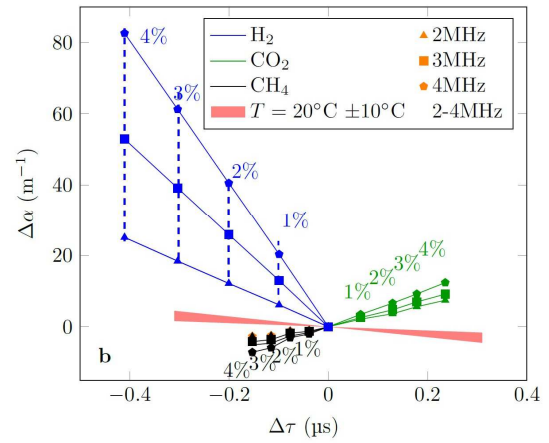 80
60
40
20
0
−0.4
−0.2
0
0.2
0.4
Δα (m⁻¹)
Δτ (µs)
H₂
CO₂
CH₄
T = 20°C ±10°C
2MHz
3MHz
4MHz
2-4MHz
4%
3%
2%
1%
1%
2%
3%
4%
4%
3%
2%
1%
b